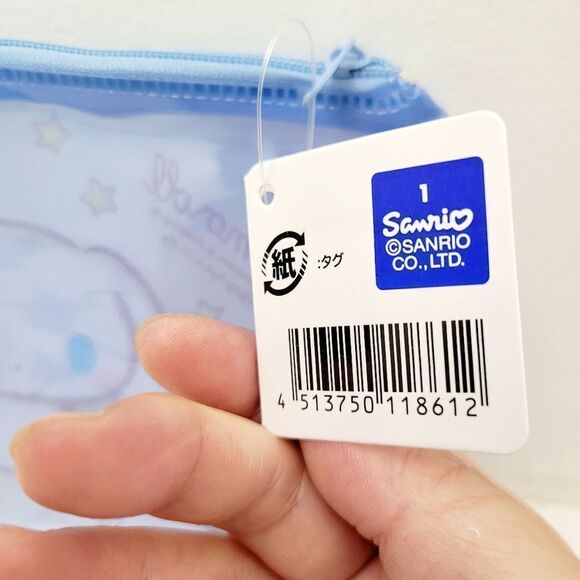 1
Sanrio
©SANRIO
CO., LTD.
紙
:タグ
4 513750 118612